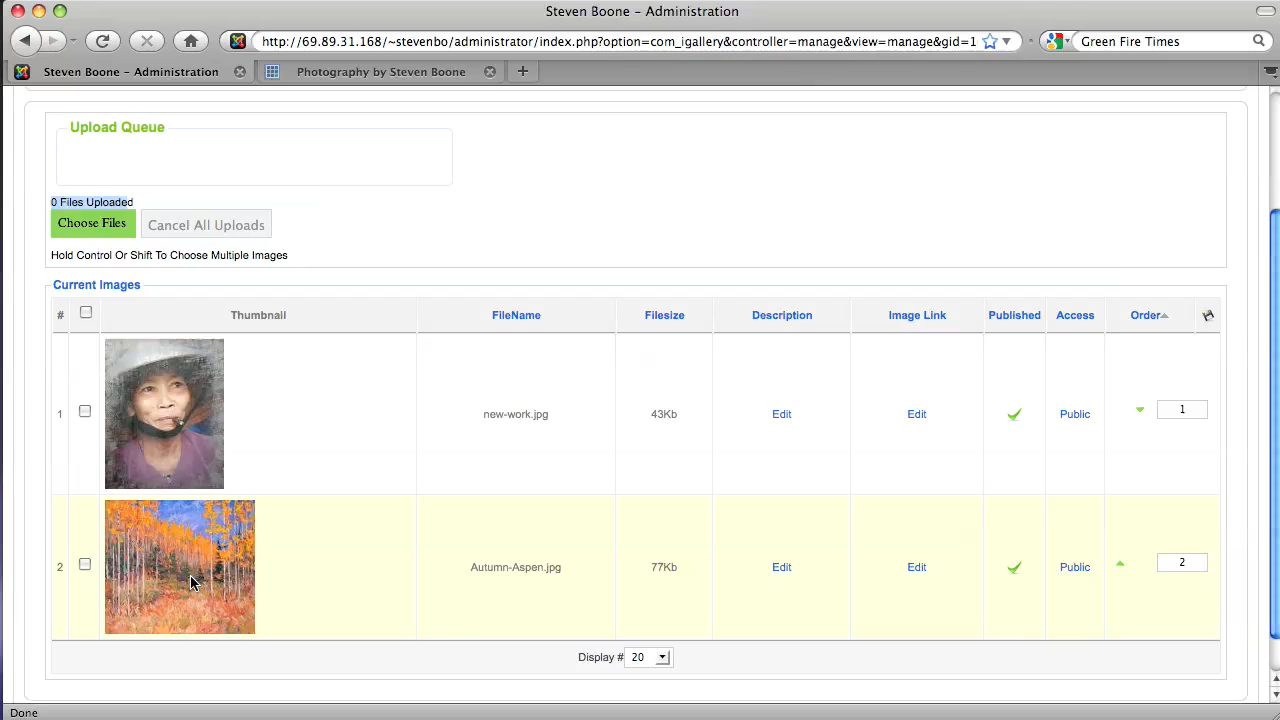 Steven Boone – Administration
http://69.89.31.168/~stevenbo/administrator/index.php?option=com_igallery&controller=manage&view=manage&gid=1
Green Fire Times
Steven Boone – Administration
Photography by Steven Boone
Upload Queue
0 Files Uploaded
Choose Files
Cancel All Uploads
Hold Control Or Shift To Choose Multiple Images
Current Images
# Thumbnail FileName Filesize Description Image Link Published Access Order
1 new-work.jpg 43Kb Edit Edit Public 1
2 Autumn-Aspen.jpg 77Kb Edit Edit Public 2
Display # 20
Done